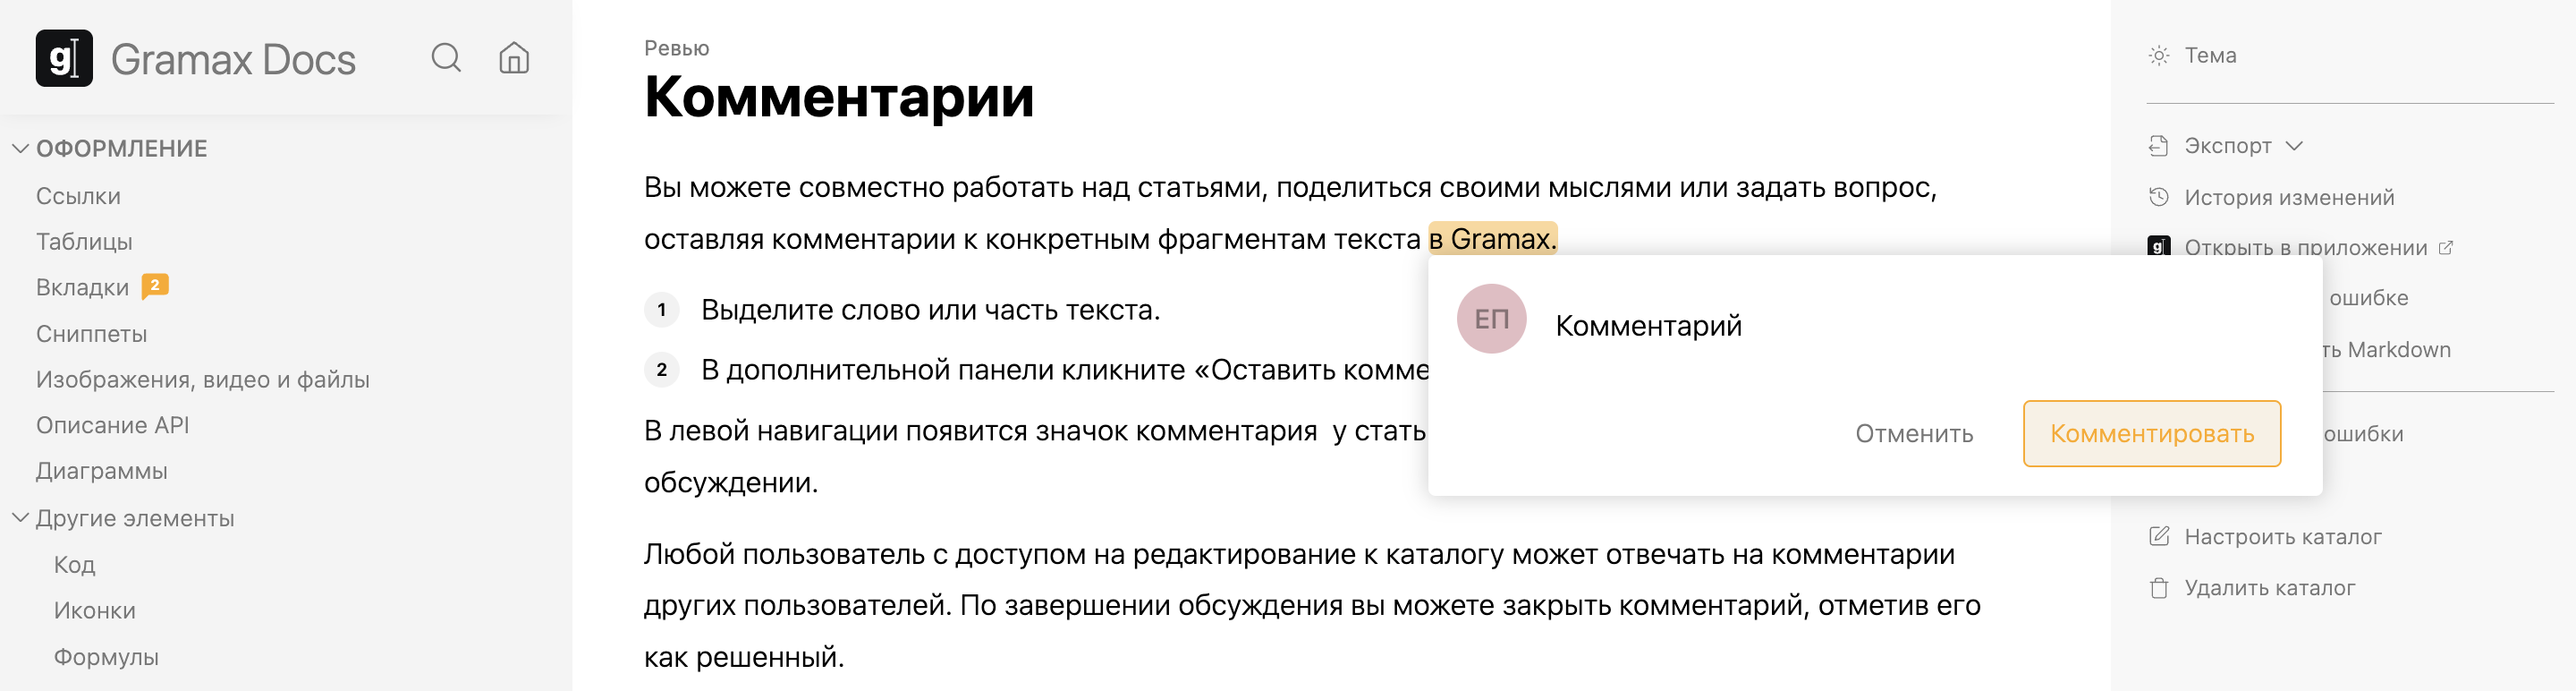 g Gramax Docs
ОФОРМЛЕНИЕ
Ссылки
Таблицы
Вкладки 2
Сниппеты
Изображения, видео и файлы
Описание API
Диаграммы
Другие элементы
Код
Иконки
Формулы
Ревью
Комментарии
Вы можете совместно работать над статьями, поделиться своими мыслями или задать вопрос,
оставляя комментарии к конкретным фрагментам текста в Gramax.
1 Выделите слово или часть текста.
2 В дополнительной панели кликните «Оставить комме
В левой навигации появится значок комментария у стать
обсуждении.
Любой пользователь с доступом на редактирование к каталогу может отвечать на комментарии
других пользователей. По завершении обсуждения вы можете закрыть комментарий, отметив его
как решенный.
ЕП
Комментарий
Отменить
Комментировать
Тема
Экспорт
История изменений
g Открыть в приложении
ошибке
ть Markdown
ошибки
Настроить каталог
Удалить каталог